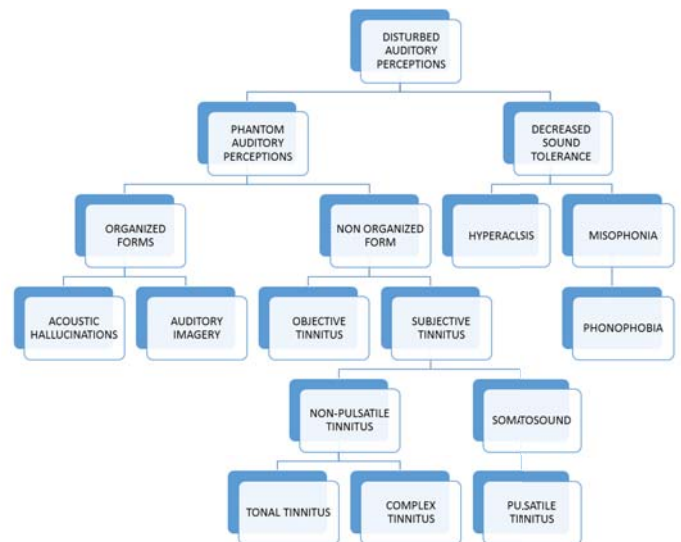 DISTURBED
AUDITORY
PERCEPTIONS
PHANTOM
AUDITORY
PERCEPTIONS
DECREASED
SOUND
TOLERANCE
ORGANIZED
FORMS
NON ORGANIZED
FORM
HYPERACLSIS
MISOPHONIA
ACOUSTIC
HALLUCINATIONS
AUDITORY
IMAGERY
OBJECTIVE
TINNITUS
SUBJECTIVE
TINNITUS
PHONOPHOBIA
NON-PULSATILE
TINNITUS
SOMATOSOUND
TONAL TINNITUS
COMPLEX
TINNITUS
PULSATILE
TINNITUS